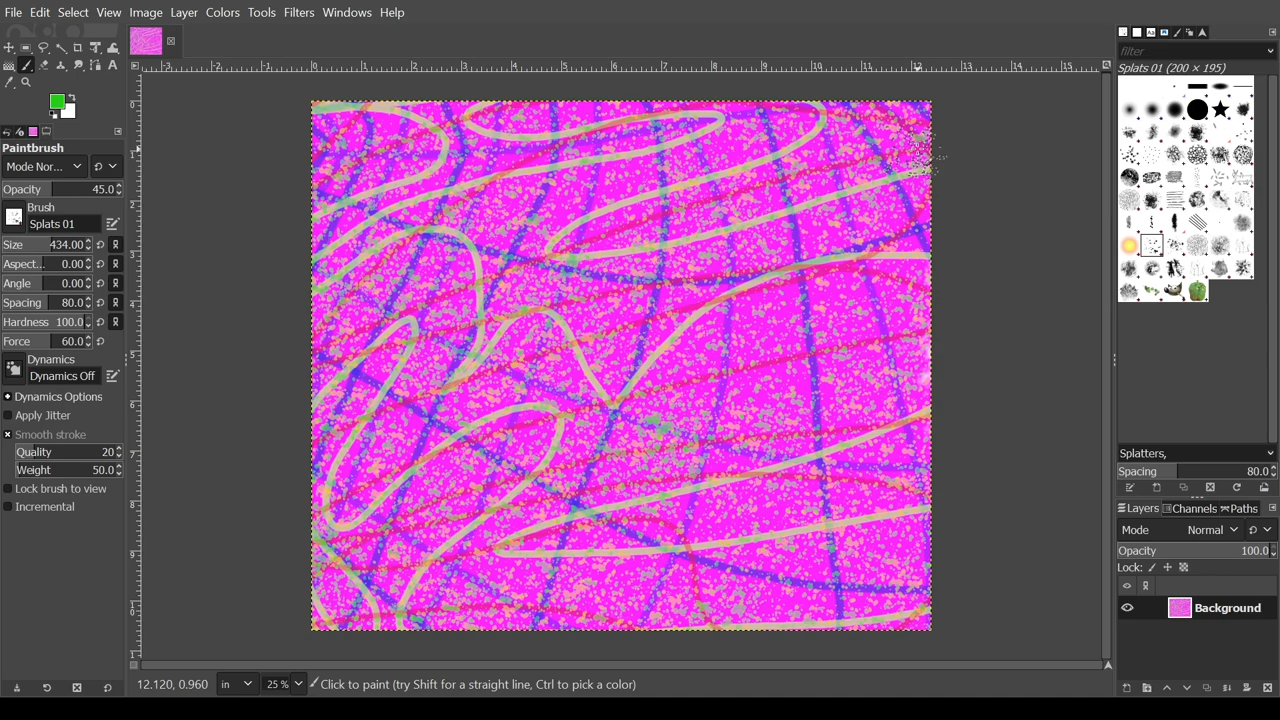 File Edit Select View Image Layer Colors Tools Filters Windows Help
filter
Splats 01 (200 × 195)
Paintbrush
Mode Nor...
Opacity 45.0
Brush
Splats 01
Size 434.00
Aspect... 0.00
Angle 0.00
Spacing 80.0
Hardness 100.0
Force 60.0
Dynamics
Dynamics Off
Dynamics Options
Apply Jitter
Smooth stroke
Quality 20
Weight 50.0
Lock brush to view
Incremental
Splatters,
Spacing 80.0
Layers Channels Paths
Mode Normal
Opacity 100.0
Lock:
Background
12.120, 0.960 in 25 % Click to paint (try Shift for a straight line, Ctrl to pick a color)